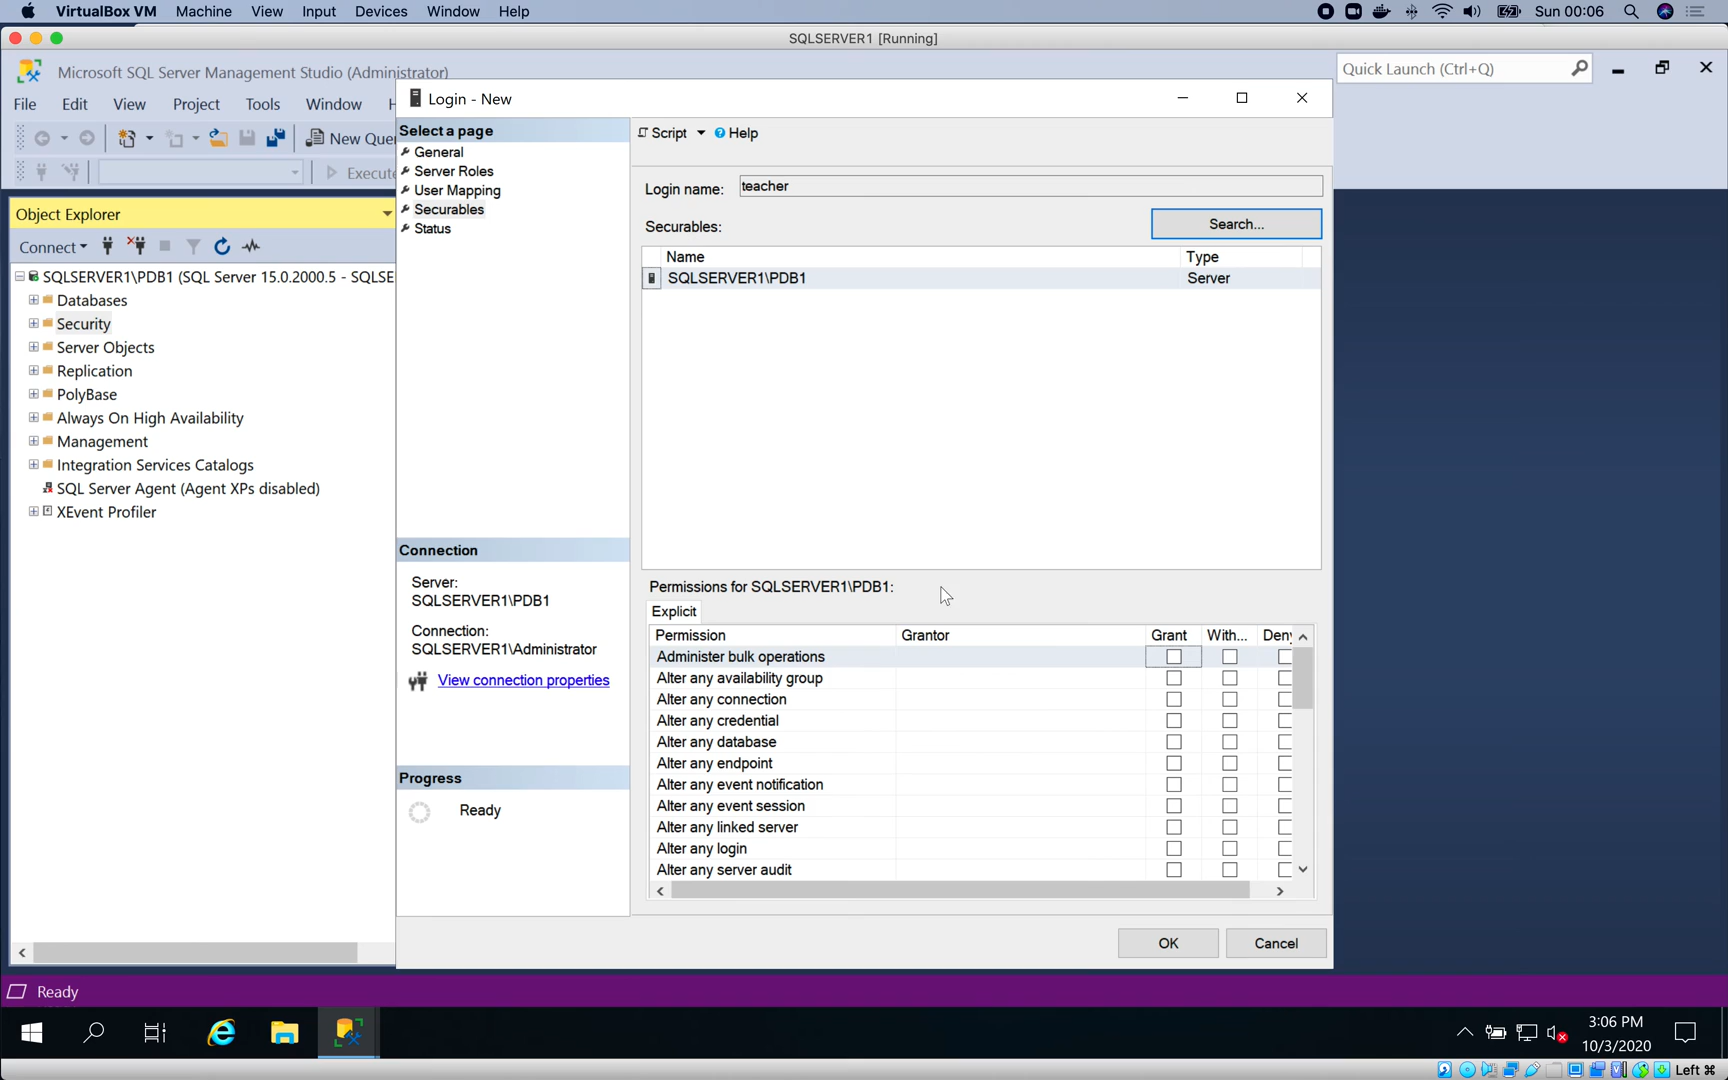 VirtualBox VM Machine View Input Devices Window Help Sun 00:06
SQLSERVER1 [Running]
Microsoft SQL Server Management Studio (Administrator)
Quick Launch (Ctrl+Q)
File Edit View Project Tools Window H
New Que
Execute
Object Explorer
Connect
SQLSERVER1\PDB1 (SQL Server 15.0.2000.5 - SQLSE
Databases
Security
Server Objects
Replication
PolyBase
Always On High Availability
Management
Integration Services Catalogs
SQL Server Agent (Agent XPs disabled)
XEvent Profiler
Login - New
Select a page
General
Server Roles
User Mapping
Securables
Status
Connection
Server:
SQLSERVER1\PDB1
Connection:
SQLSERVER1\Administrator
View connection properties
Progress
Ready
Script Help
Login name: teacher
Securables: Search...
Name Type
SQLSERVER1\PDB1 Server
Permissions for SQLSERVER1\PDB1:
Explicit
Permission Grantor Grant With... Deny
Administer bulk operations
Alter any availability group
Alter any connection
Alter any credential
Alter any database
Alter any endpoint
Alter any event notification
Alter any event session
Alter any linked server
Alter any login
Alter any server audit
OK Cancel
Ready
3:06 PM
10/3/2020
Left ⌘